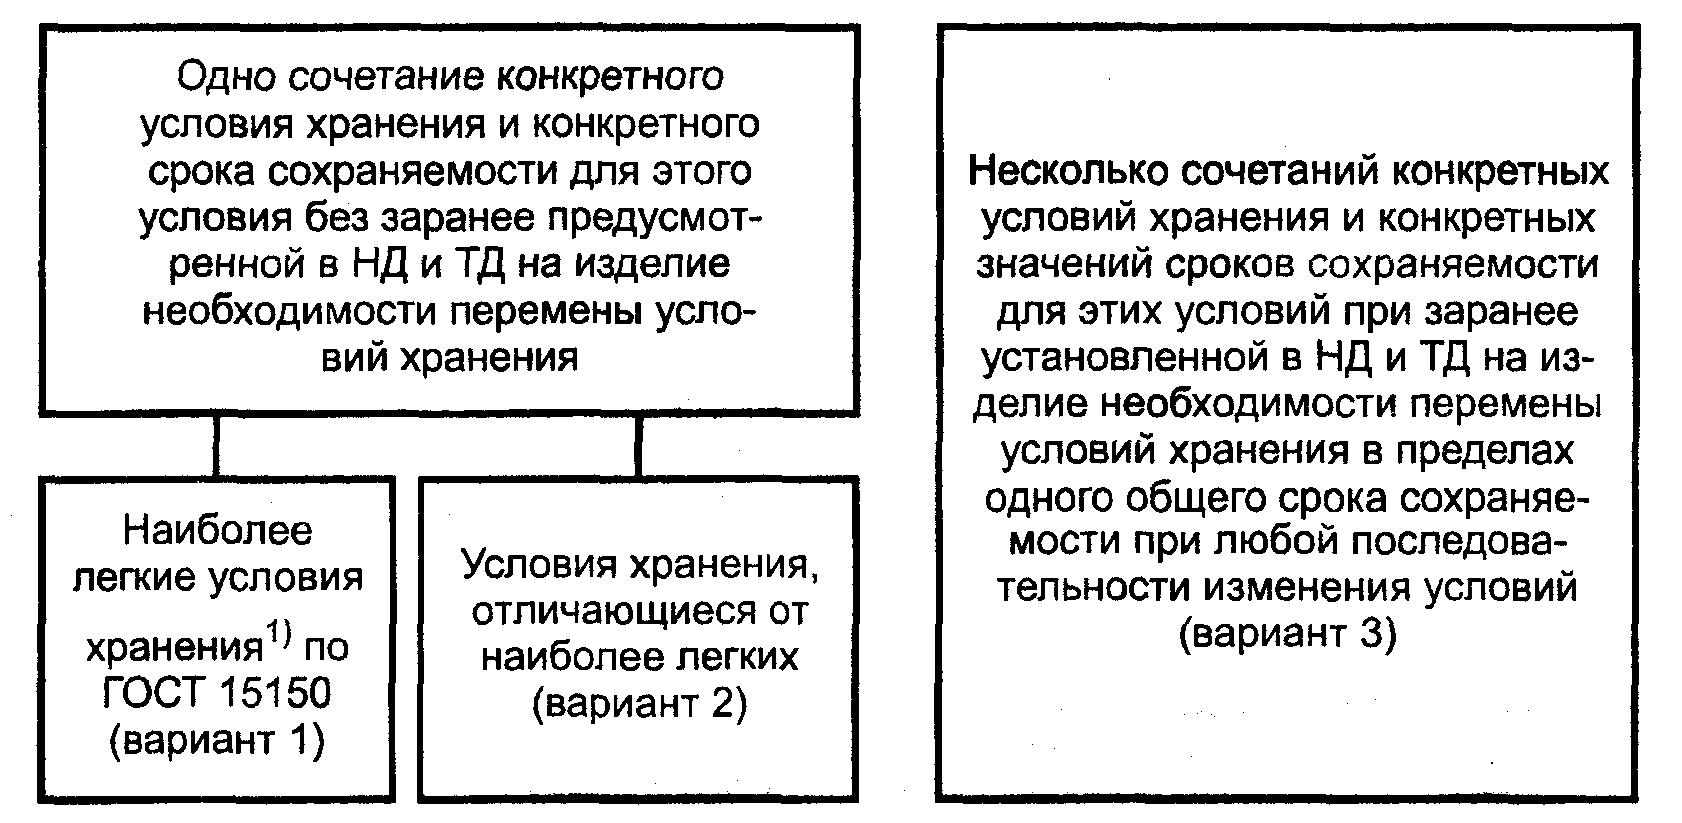 Одно сочетание конкретного
условия хранения и конкретного
срока сохраняемости для этого
условия без заранее предусмот-
ренной в НД и ТД на изделие
необходимости перемены усло-
вий хранения
Наиболее
легкие условия
хранения1) по
ГОСТ 15150
(вариант 1)
Условия хранения,
отличающиеся от
наиболее легких
(вариант 2)
Несколько сочетаний конкретных
условий хранения и конкретных
значений сроков сохраняемости
для этих условий при заранее
установленной в НД и ТД на из-
делие необходимости перемены
условий хранения в пределах
одного общего срока сохраняе-
мости при любой последова-
тельности изменения условий
(вариант 3)